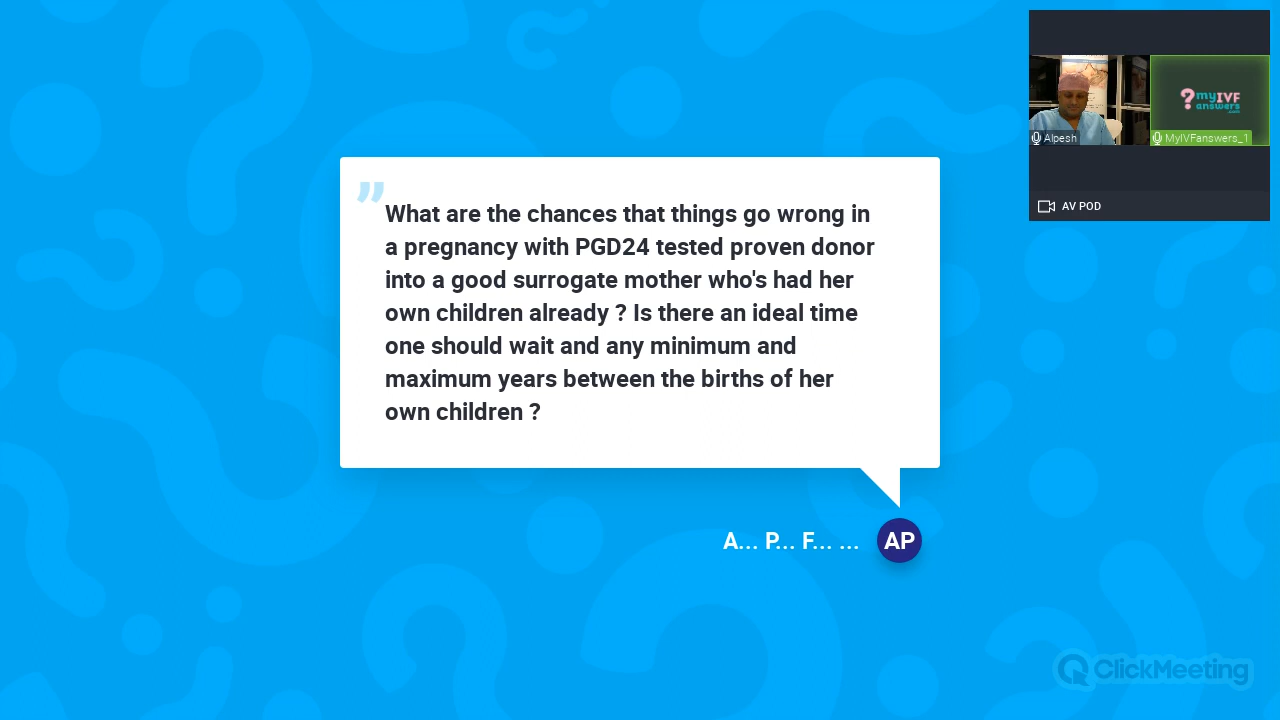 What are the chances that things go wrong in
a pregnancy with PGD24 tested proven donor
into a good surrogate mother who's had her
own children already ? Is there an ideal time
one should wait and any minimum and
maximum years between the births of her
own children ?
A... P... F... ...
AP
?myIVF
answers
Alpesh
MyIVFanswers_1
AV POD
ClickMeeting